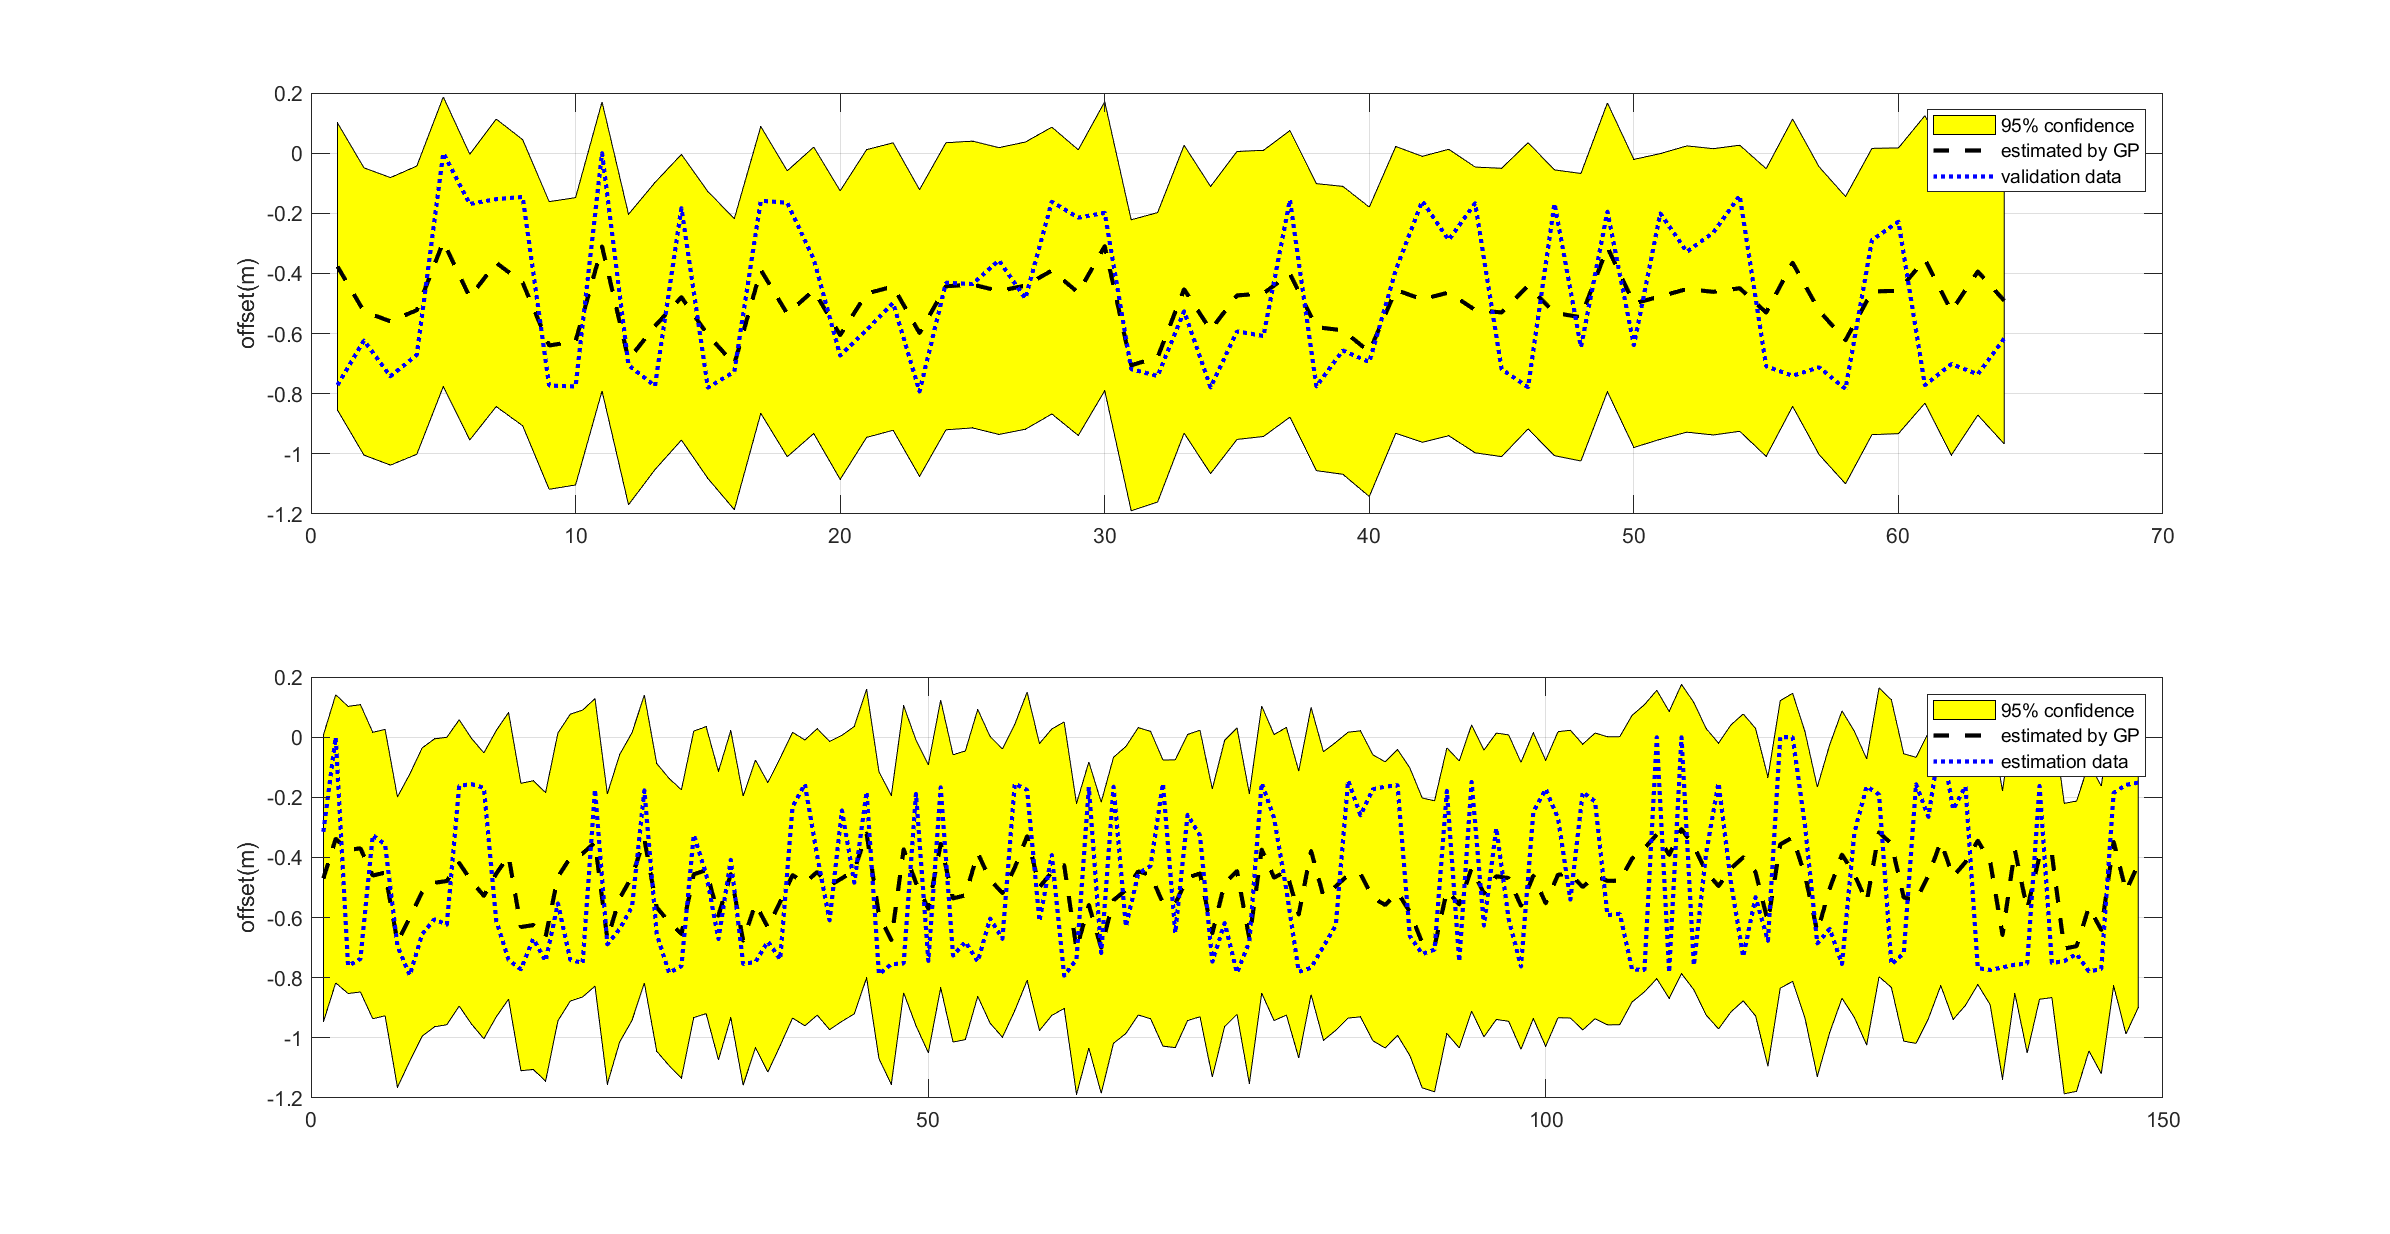 0.2
0
-0.2
-0.4
-0.6
-0.8
-1
-1.2
offset(m)
0 10 20 30 40 50 60 70
95% confidence
estimated by GP
validation data
0.2
0
-0.2
-0.4
-0.6
-0.8
-1
-1.2
offset(m)
0 50 100 150
95% confidence
estimated by GP
estimation data